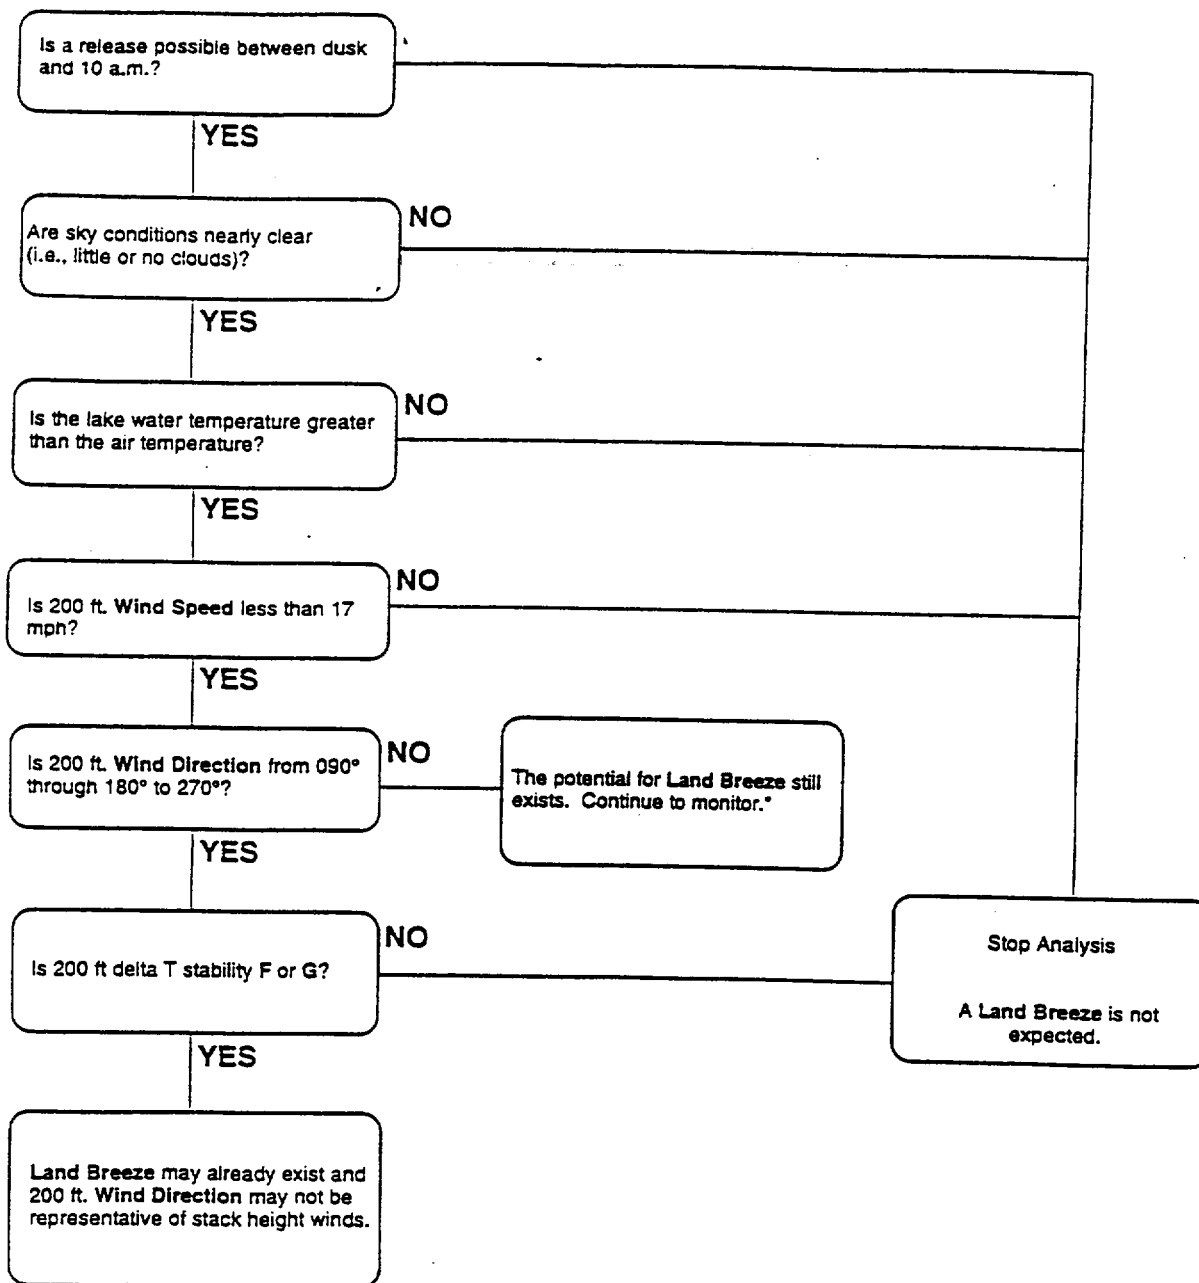 Is a release possible between dusk
and 10 a.m.?
YES
Are sky conditions nearly clear
(i.e., little or no clouds)?
NO
YES
Is the lake water temperature greater
than the air temperature?
NO
YES
Is 200 ft. Wind Speed less than 17
mph?
NO
YES
Is 200 ft. Wind Direction from 090°
through 180° to 270°?
NO
The potential for Land Breeze still
exists. Continue to monitor.*
YES
Is 200 ft delta T stability F or G?
NO
Stop Analysis
A Land Breeze is not
expected.
YES
Land Breeze may already exist and
200 ft. Wind Direction may not be
representative of stack height winds.